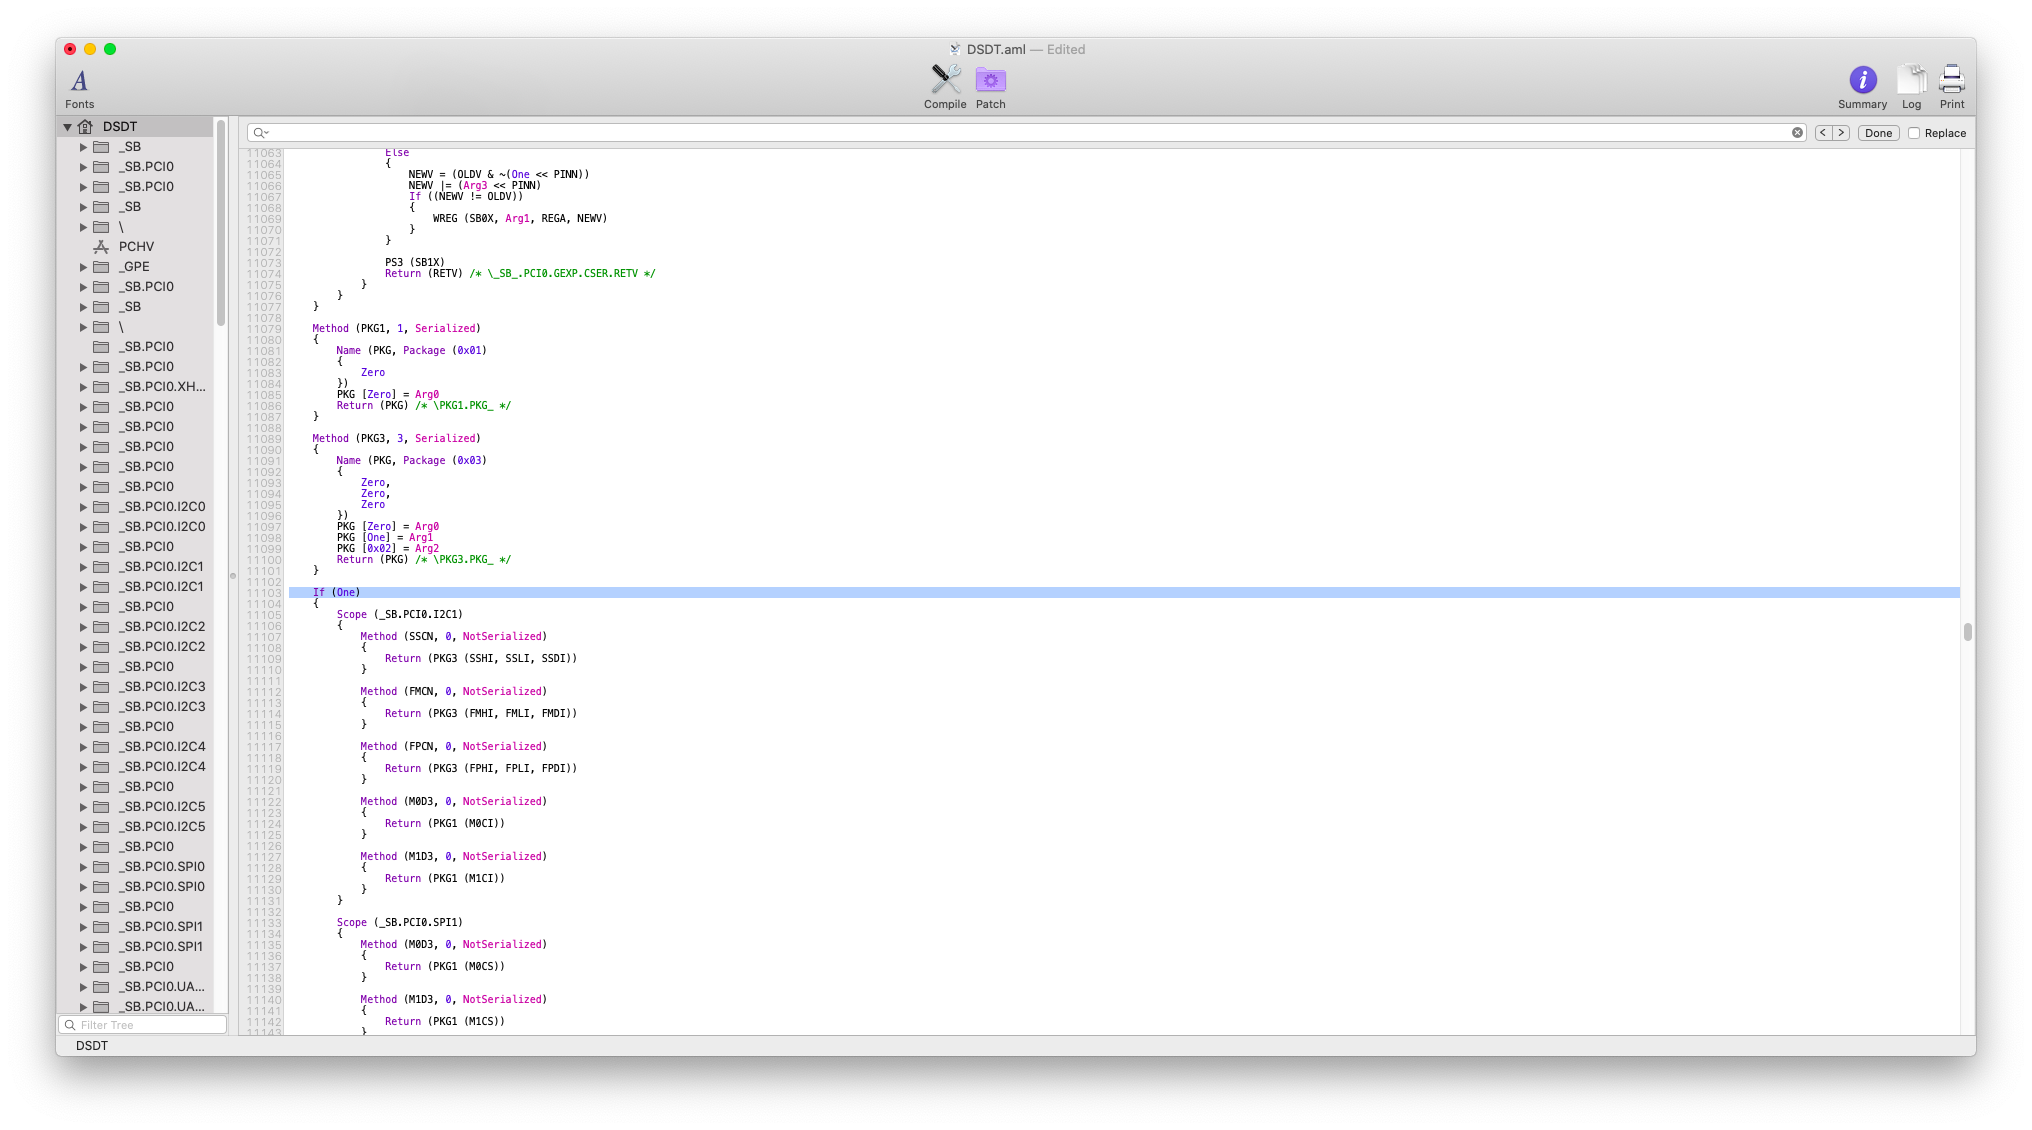 DSDT.aml — Edited
Fonts
Compile
Patch
Summary
Log
Print
DSDT
_SB
_SB.PCI0
_SB.PCI0
_SB
\
PCHV
_GPE
_SB.PCI0
_SB
\
_SB.PCI0
_SB.PCI0
_SB.PCI0.XH...
_SB.PCI0
_SB.PCI0
_SB.PCI0
_SB.PCI0
_SB.PCI0
_SB.PCI0.I2C0
_SB.PCI0.I2C0
_SB.PCI0
_SB.PCI0.I2C1
_SB.PCI0.I2C1
_SB.PCI0
_SB.PCI0.I2C2
_SB.PCI0.I2C2
_SB.PCI0
_SB.PCI0.I2C3
_SB.PCI0.I2C3
_SB.PCI0
_SB.PCI0.I2C4
_SB.PCI0.I2C4
_SB.PCI0
_SB.PCI0.I2C5
_SB.PCI0.I2C5
_SB.PCI0
_SB.PCI0.SPI0
_SB.PCI0.SPI0
_SB.PCI0
_SB.PCI0.SPI1
_SB.PCI0.SPI1
_SB.PCI0
_SB.PCI0.UA...
_SB.PCI0.UA...
Filter Tree
DSDT
< > Done Replace
11063 Else
11064 {
11065 NEWV = (OLDV & ~(One << PINN))
11066 NEWV |= (Arg3 << PINN)
11067 If ((NEWV != OLDV))
11068 {
11069 WREG (SB0X, Arg1, REGA, NEWV)
11070 }
11071 }
11072
11073 PS3 (SB1X)
11074 Return (RETV) /* \_SB_.PCI0.GEXP.CSER.RETV */
11075 }
11076 }
11077 }
11078
11079 Method (PKG1, 1, Serialized)
11080 {
11081 Name (PKG, Package (0x01)
11082 {
11083 Zero
11084 })
11085 PKG [Zero] = Arg0
11086 Return (PKG) /* \PKG1.PKG_ */
11087 }
11088
11089 Method (PKG3, 3, Serialized)
11090 {
11091 Name (PKG, Package (0x03)
11092 {
11093 Zero,
11094 Zero,
11095 Zero
11096 })
11097 PKG [Zero] = Arg0
11098 PKG [One] = Arg1
11099 PKG [0x02] = Arg2
11100 Return (PKG) /* \PKG3.PKG_ */
11101 }
11102
11103 If (One)
11104 {
11105 Scope (_SB.PCI0.I2C1)
11106 {
11107 Method (SSCN, 0, NotSerialized)
11108 {
11109 Return (PKG3 (SSHI, SSLI, SSDI))
11110 }
11111
11112 Method (FMCN, 0, NotSerialized)
11113 {
11114 Return (PKG3 (FMHI, FMLI, FMDI))
11115 }
11116
11117 Method (FPCN, 0, NotSerialized)
11118 {
11119 Return (PKG3 (FPHI, FPLI, FPDI))
11120 }
11121
11122 Method (M0D3, 0, NotSerialized)
11123 {
11124 Return (PKG1 (M0CI))
11125 }
11126
11127 Method (M1D3, 0, NotSerialized)
11128 {
11129 Return (PKG1 (M1CI))
11130 }
11131 }
11132
11133 Scope (_SB.PCI0.SPI1)
11134 {
11135 Method (M0D3, 0, NotSerialized)
11136 {
11137 Return (PKG1 (M0CS))
11138 }
11139
11140 Method (M1D3, 0, NotSerialized)
11141 {
11142 Return (PKG1 (M1CS))
11143 }